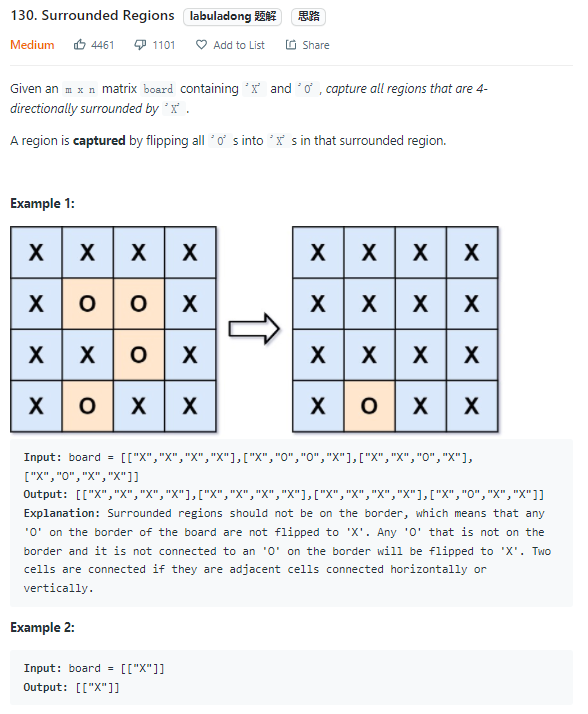 130. Surrounded Regions labuladong 题解 思路
Medium 4461 1101 Add to List Share
Given an m x n matrix board containing 'X' and 'O' , capture all regions that are 4-
directionally surrounded by 'X' .
A region is captured by flipping all 'O' s into 'X' s in that surrounded region.
Example 1:
X X X X X X X X
X O O X X X X X
X X O X X X X X
X O X X X O X X
Input: board = [["X","X","X","X"],["X","O","O","X"],["X","X","O","X"],
["X","O","X","X"]]
Output: [["X","X","X","X"],["X","X","X","X"],["X","X","X","X"],["X","O","X","X"]]
Explanation: Surrounded regions should not be on the border, which means that any
'O' on the border of the board are not flipped to 'X'. Any 'O' that is not on the
border and it is not connected to an 'O' on the border will be flipped to 'X'. Two
cells are connected if they are adjacent cells connected horizontally or
vertically.
Example 2:
Input: board = [["X"]]
Output: [["X"]]